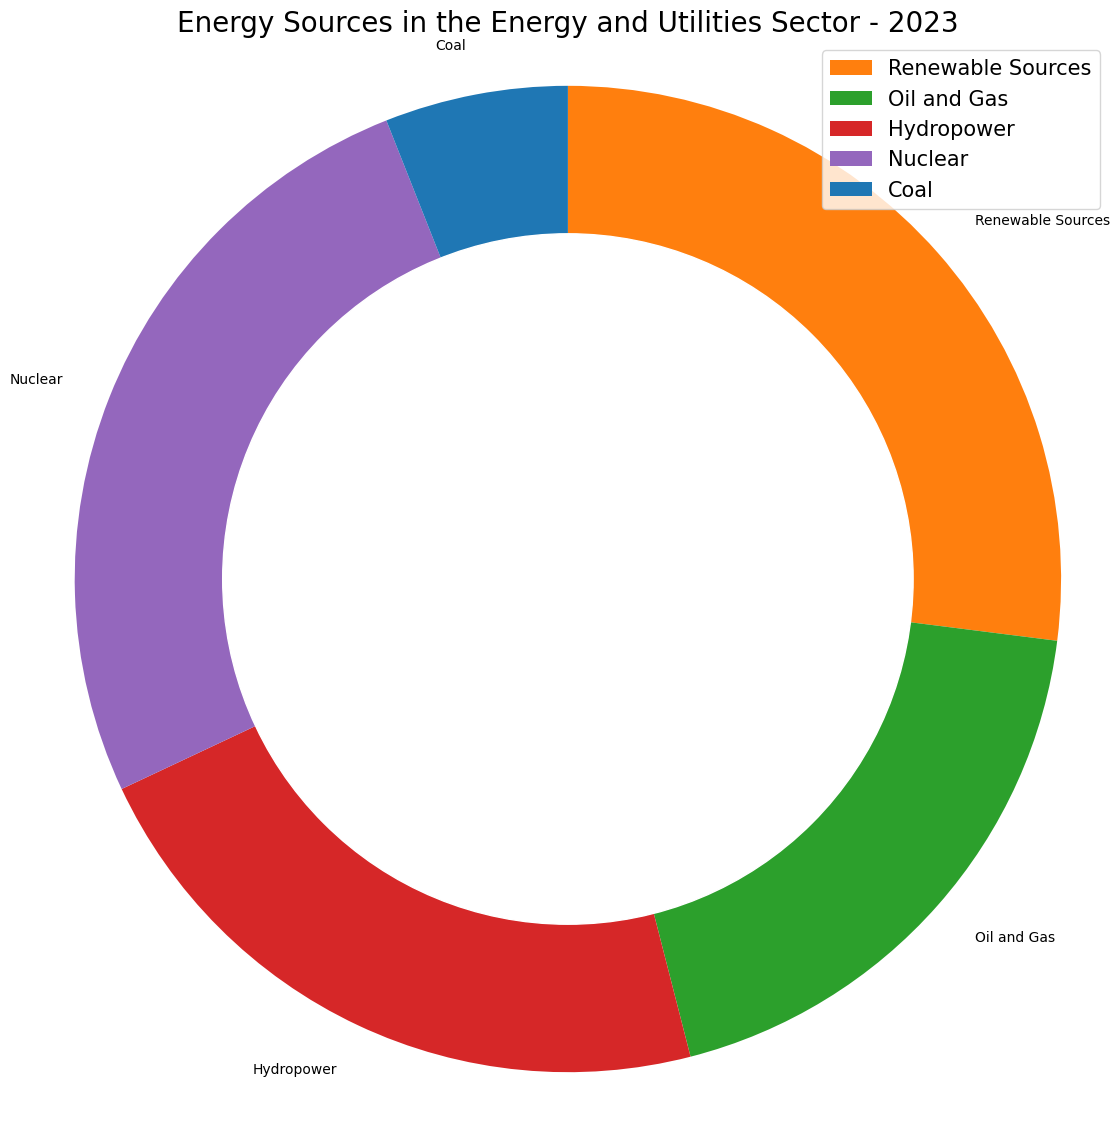 Energy Sources in the Energy and Utilities Sector - 2023
Coal
Renewable Sources
Oil and Gas
Hydropower
Nuclear
Coal
Renewable Sources
Nuclear
Oil and Gas
Hydropower